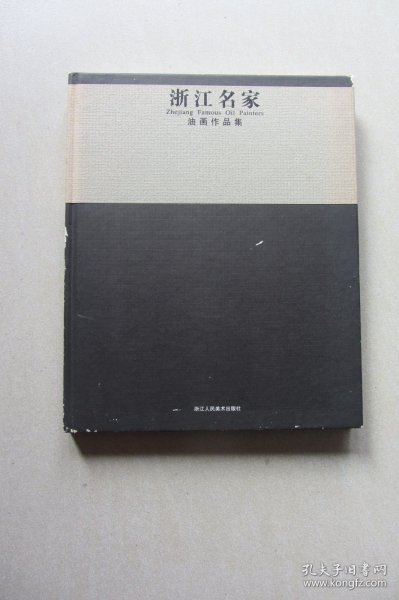 浙江名家
Zhejiang Famous Oil Painters
油画作品集
浙江人民美术出版社
孔夫子旧书网
www.kongfz.com